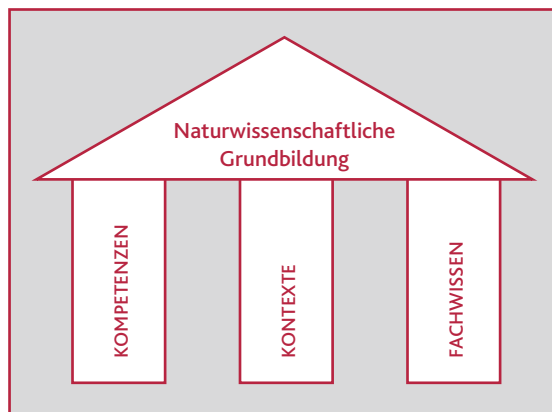 Naturwissenschaftliche
Grundbildung
KOMPETENZEN
KONTEXTE
FACHWISSEN